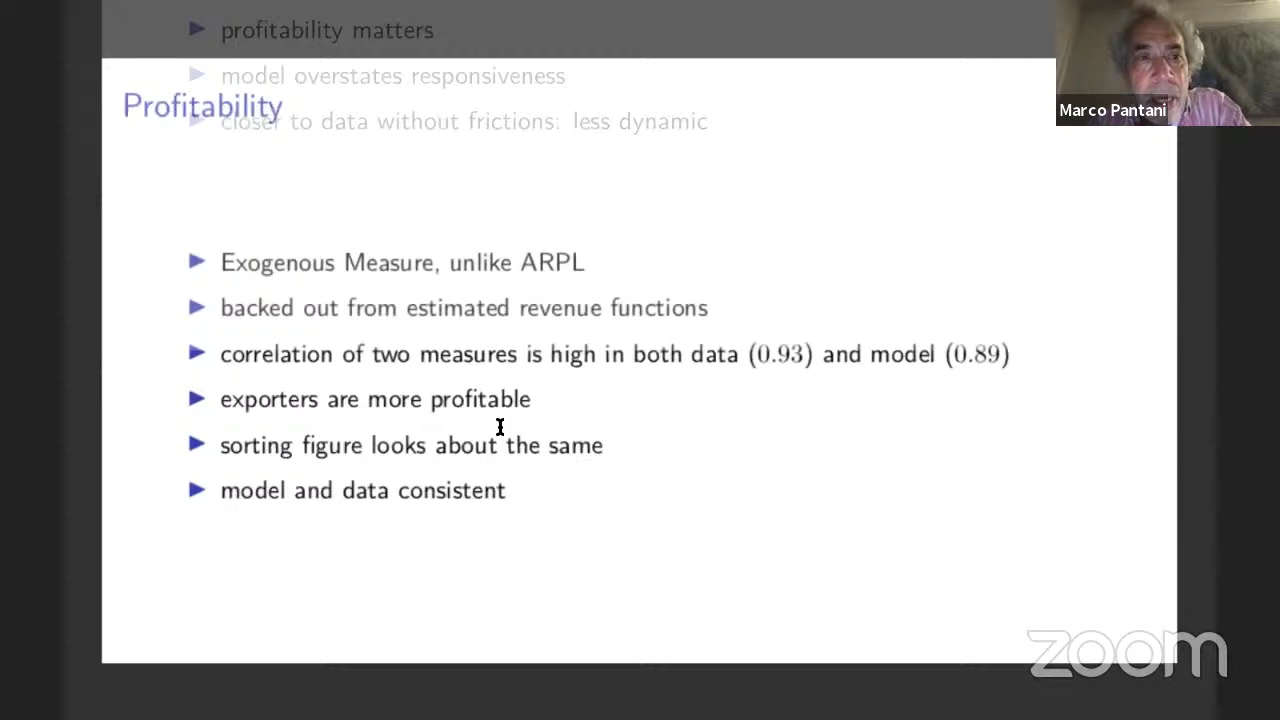 profitability matters
model overstates responsiveness
Profitability
closer to data without frictions: less dynamic
Marco Pantani
Exogenous Measure, unlike ARPL
backed out from estimated revenue functions
correlation of two measures is high in both data (0.93) and model (0.89)
exporters are more profitable
sorting figure looks about the same
model and data consistent
zoom